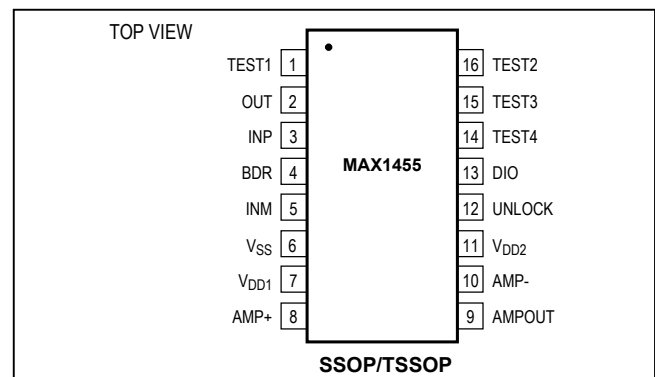 TOP VIEW
TEST1 1 16 TEST2
OUT 2 15 TEST3
INP 3 14 TEST4
BDR 4 MAX1455 13 DIO
INM 5 12 UNLOCK
VSS 6 11 VDD2
VDD1 7 10 AMP-
AMP+ 8 9 AMPOUT
SSOP/TSSOP